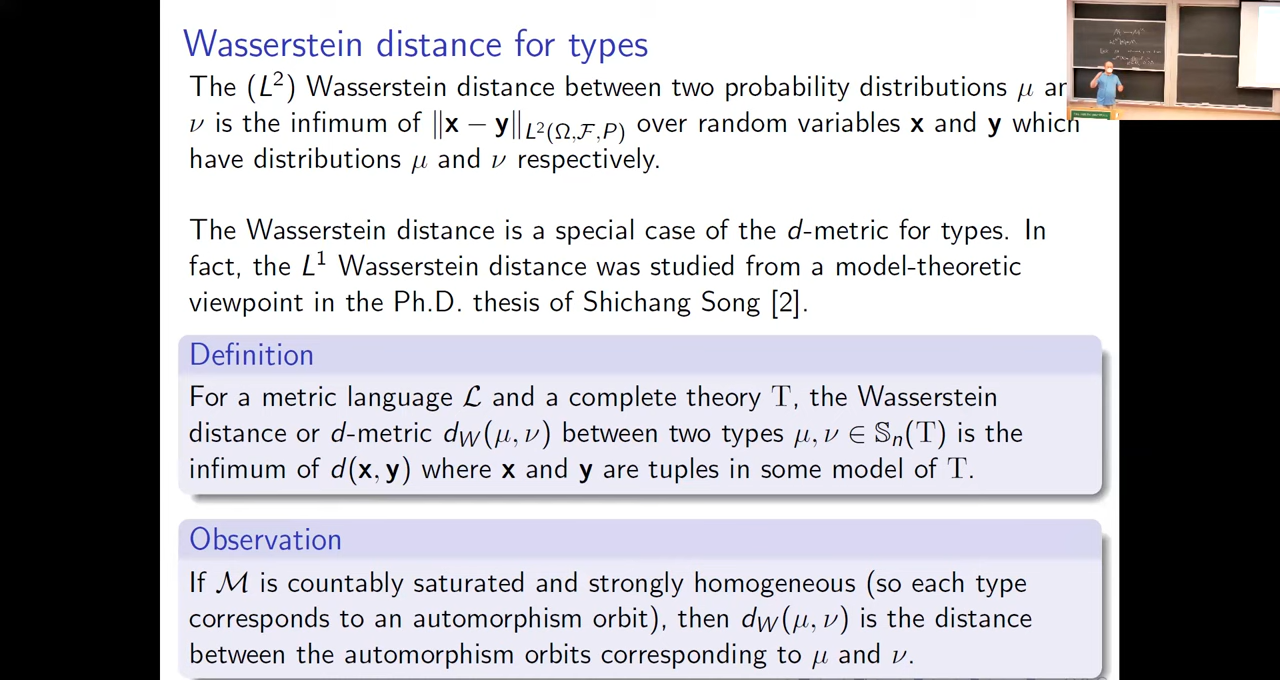 Wasserstein distance for types
The (L²) Wasserstein distance between two probability distributions μ an
ν is the infimum of ‖x − y‖_{L²(Ω,ℱ,P)} over random variables x and y which
have distributions μ and ν respectively.
The Wasserstein distance is a special case of the d-metric for types. In
fact, the L¹ Wasserstein distance was studied from a model-theoretic
viewpoint in the Ph.D. thesis of Shichang Song [2].
Definition
For a metric language ℒ and a complete theory T, the Wasserstein
distance or d-metric d_W(μ, ν) between two types μ, ν ∈ 𝕊_n(T) is the
infimum of d(x, y) where x and y are tuples in some model of T.
Observation
If ℳ is countably saturated and strongly homogeneous (so each type
corresponds to an automorphism orbit), then d_W(μ, ν) is the distance
between the automorphism orbits corresponding to μ and ν.